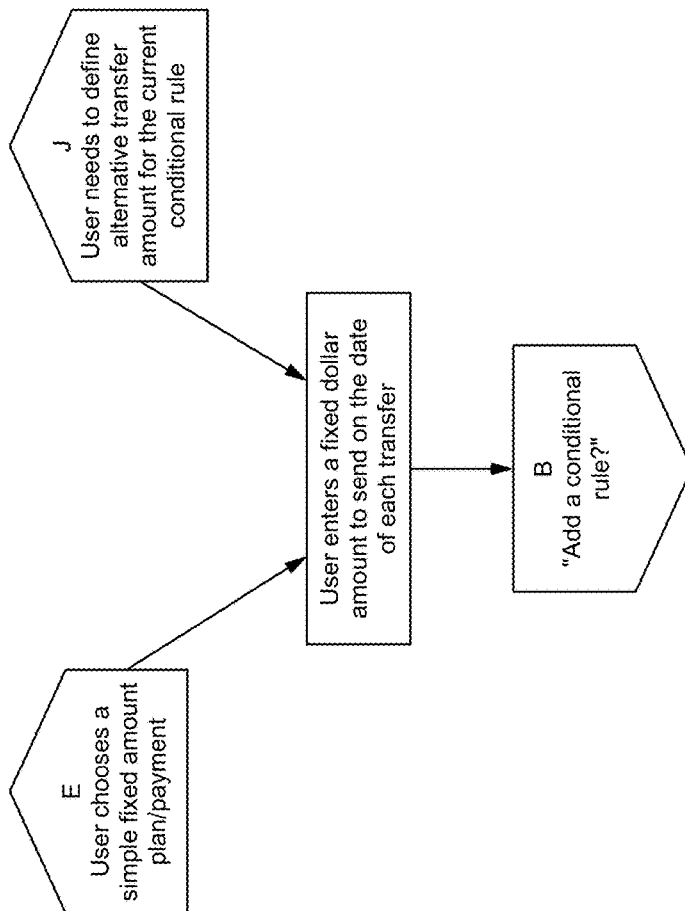 E
User chooses a
simple fixed amount
plan/payment
J
User needs to define
alternative transfer
amount for the current
conditional rule
User enters a fixed dollar
amount to send on the date
of each transfer
B
"Add a conditional
rule?"